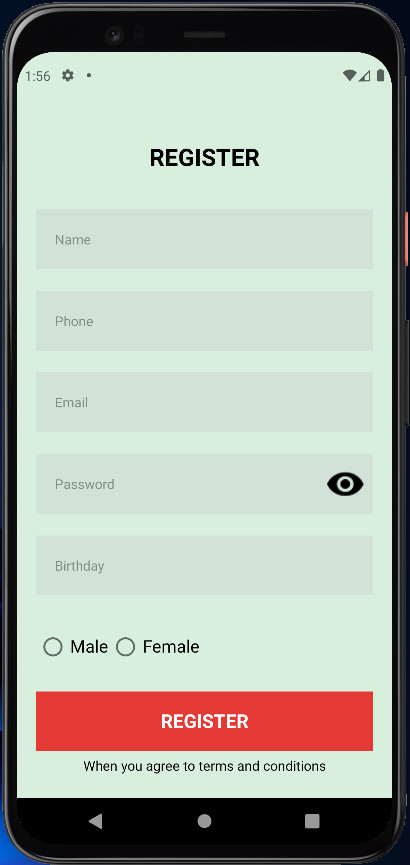 1:56
REGISTER
Name
Phone
Email
Password
Birthday
Male Female
REGISTER
When you agree to terms and conditions